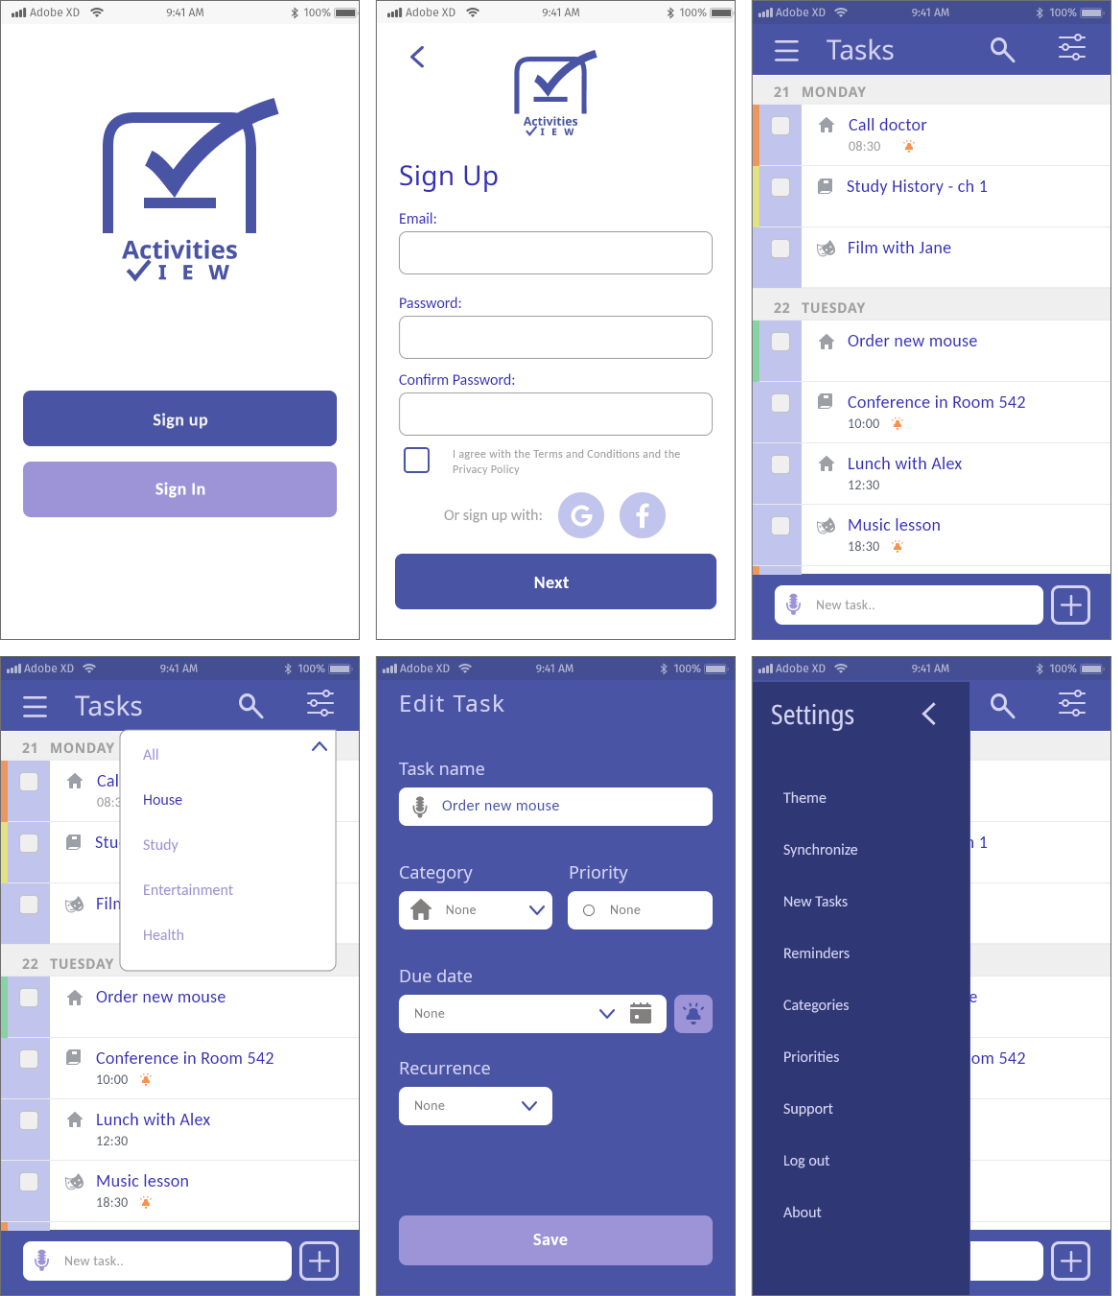 Adobe XD 9:41 AM 100%
Activities
VIEW
Sign up
Sign In
Adobe XD 9:41 AM 100%
Activities
VIEW
Sign Up
Email:
Password:
Confirm Password:
I agree with the Terms and Conditions and the
Privacy Policy
Or sign up with: G f
Next
Adobe XD 9:41 AM 100%
Tasks
21 MONDAY
Call doctor
08:30
Study History - ch 1
Film with Jane
22 TUESDAY
Order new mouse
Conference in Room 542
10:00
Lunch with Alex
12:30
Music lesson
18:30
New task..
Adobe XD 9:41 AM 100%
Tasks
21 MONDAY
All
Cal
House
08:3
Stu
Study
Entertainment
Film
Health
22 TUESDAY
Order new mouse
Conference in Room 542
10:00
Lunch with Alex
12:30
Music lesson
18:30
New task..
Adobe XD 9:41 AM 100%
Edit Task
Task name
Order new mouse
Category Priority
None None
Due date
None
Recurrence
None
Save
Adobe XD 9:41 AM 100%
Settings
Theme
Synchronize
h 1
New Tasks
Reminders
Categories
e
Priorities
om 542
Support
Log out
About